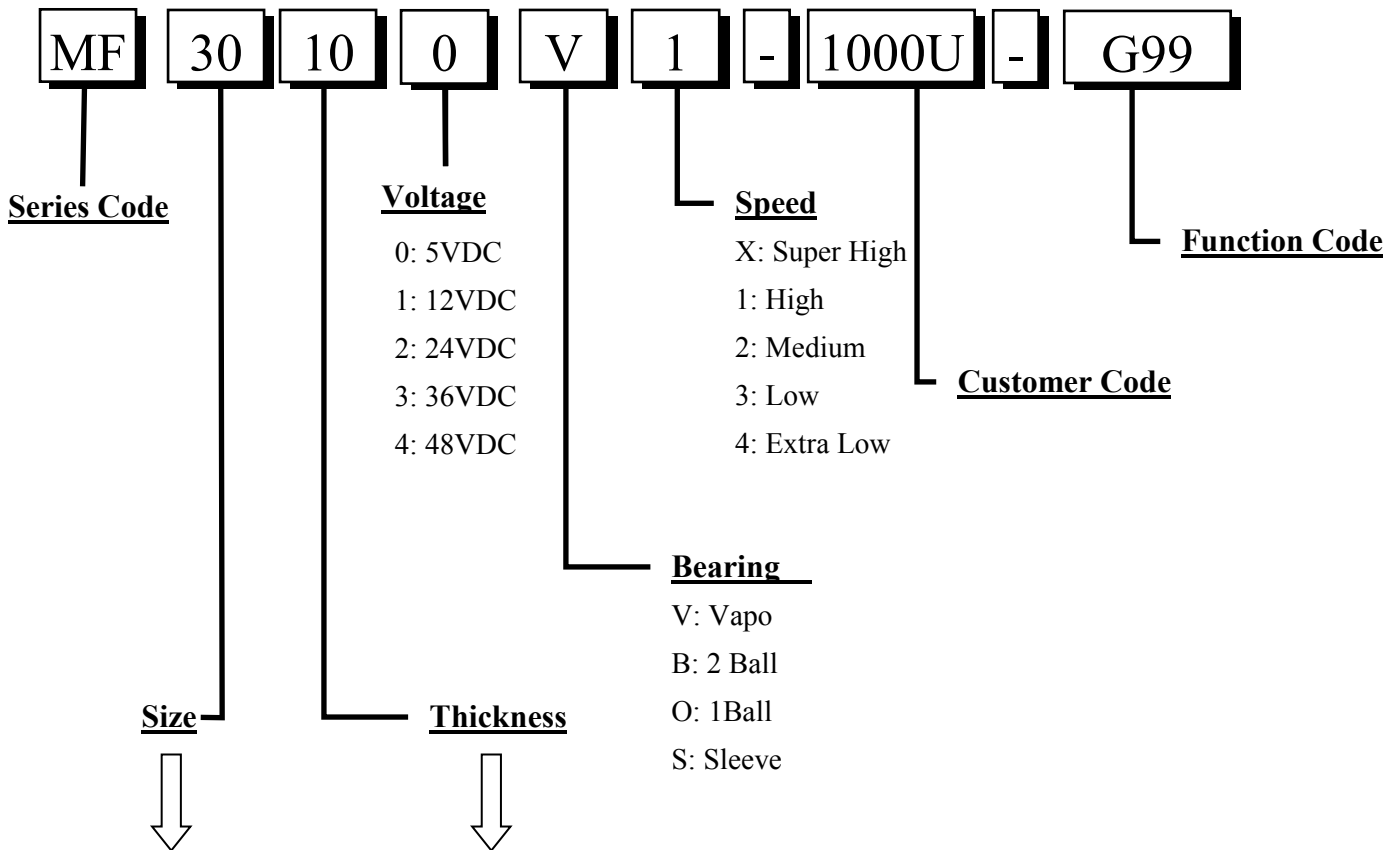 MF 30 10 0 V 1 - 1000U - G99
Series Code
Voltage
0: 5VDC
1: 12VDC
2: 24VDC
3: 36VDC
4: 48VDC
Speed
X: Super High
1: High
2: Medium
3: Low
4: Extra Low
Function Code
Customer Code
Bearing
V: Vapo
B: 2 Ball
O: 1Ball
S: Sleeve
Size
Thickness